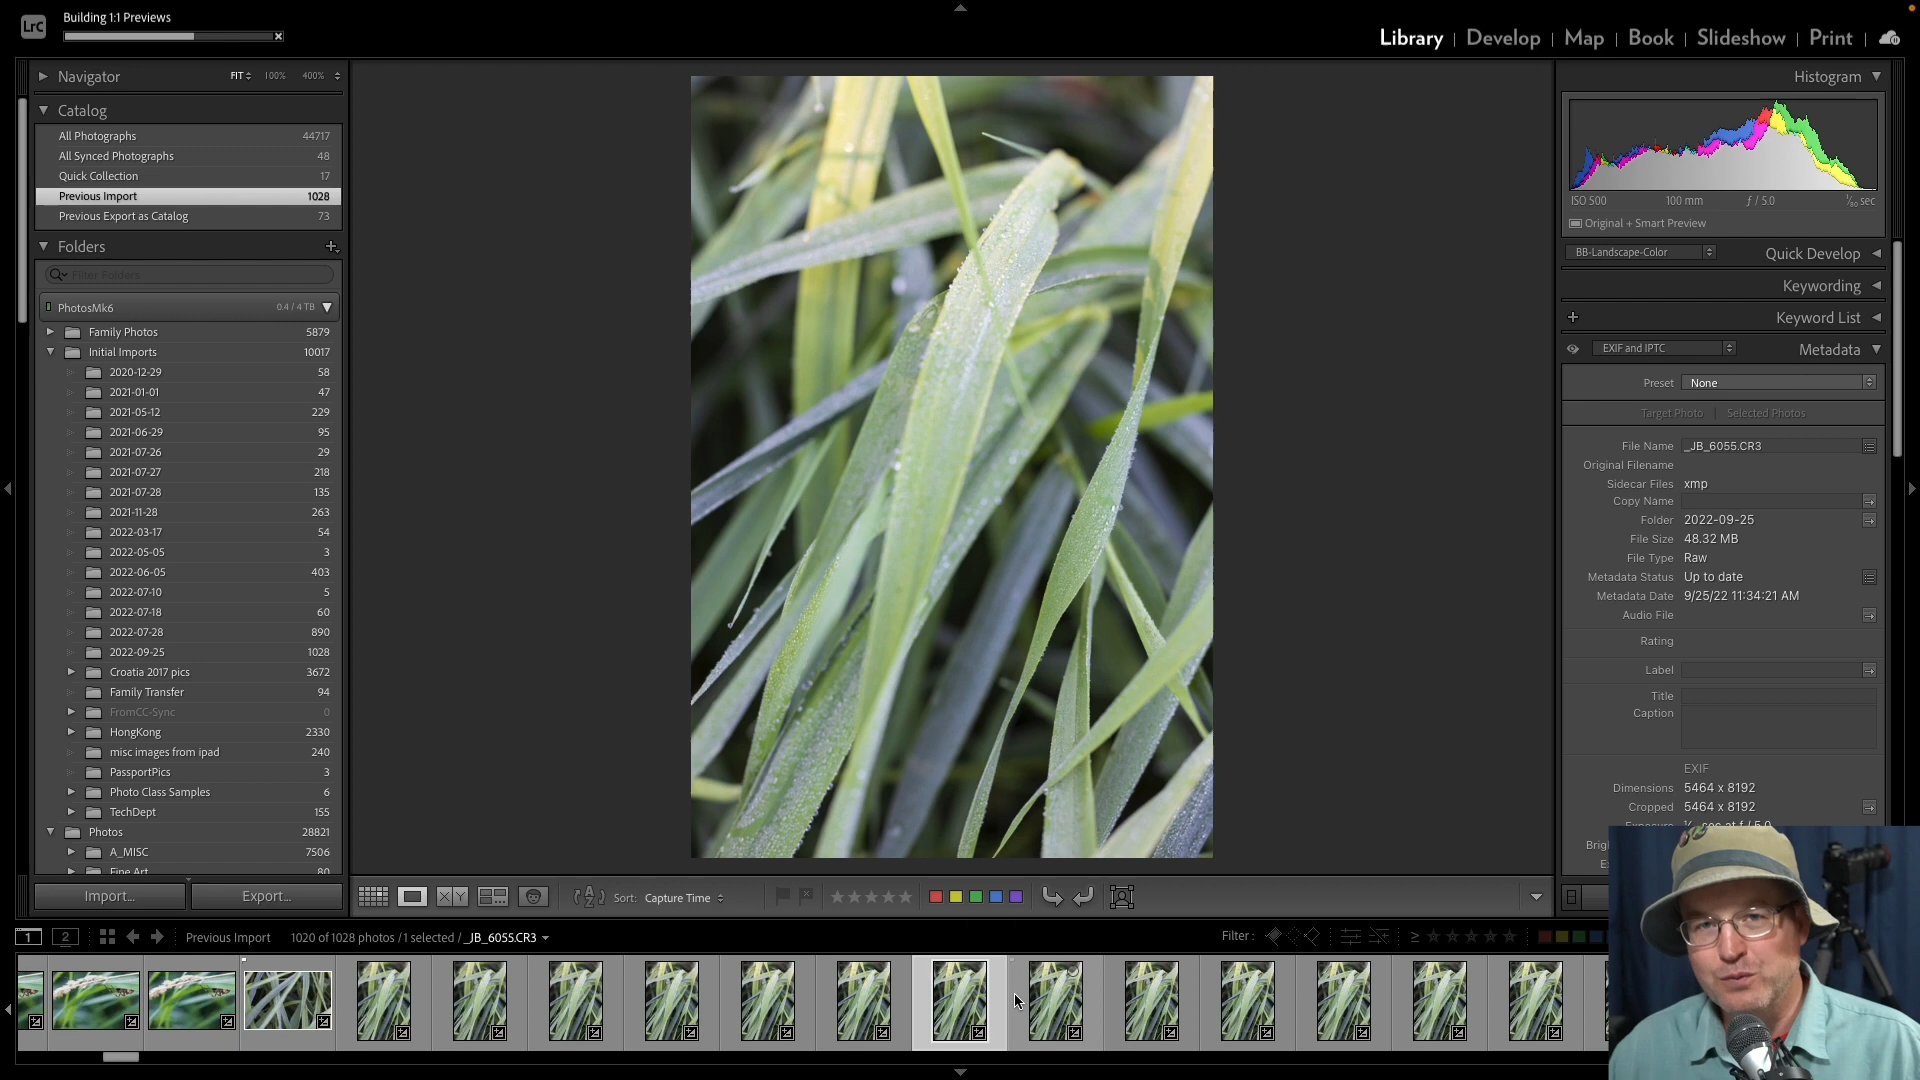 LrC
Building 1:1 Previews
Library | Develop | Map | Book | Slideshow | Print |
Navigator FIT 100% 400%
Catalog
All Photographs 44717
All Synced Photographs 48
Quick Collection 17
Previous Import 1028
Previous Export as Catalog 73
Folders
Filter Folders
PhotosMk6 0.4 / 4 TB
Family Photos 5879
Initial Imports 10017
2020-12-29 58
2021-01-01 47
2021-05-12 229
2021-06-29 95
2021-07-26 29
2021-07-27 218
2021-07-28 135
2021-11-28 263
2022-03-17 54
2022-05-05 3
2022-06-05 403
2022-07-10 5
2022-07-18 60
2022-07-28 890
2022-09-25 1028
Croatia 2017 pics 3672
Family Transfer 94
FromCC-Sync 0
HongKong 2330
misc images from ipad 240
PassportPics 3
Photo Class Samples 6
TechDept 155
Photos 28821
A_MISC 7506
Fine Art 80
Import... Export...
Histogram
ISO 500 100 mm ƒ / 5.0 sec
Original + Smart Preview
BB-Landscape-Color Quick Develop
Keywording
Keyword List
EXIF and IPTC Metadata
Preset None
Target Photo | Selected Photos
File Name _JB_6055.CR3
Original Filename
Sidecar Files xmp
Copy Name
Folder 2022-09-25
File Size 48.32 MB
File Type Raw
Metadata Status Up to date
Metadata Date 9/25/22 11:34:21 AM
Audio File
Rating
Label
Title
Caption
EXIF
Dimensions 5464 x 8192
Cropped 5464 x 8192
XY Sort: Capture Time
1 2 Previous Import 1020 of 1028 photos / 1 selected / _JB_6055.CR3 Filter :